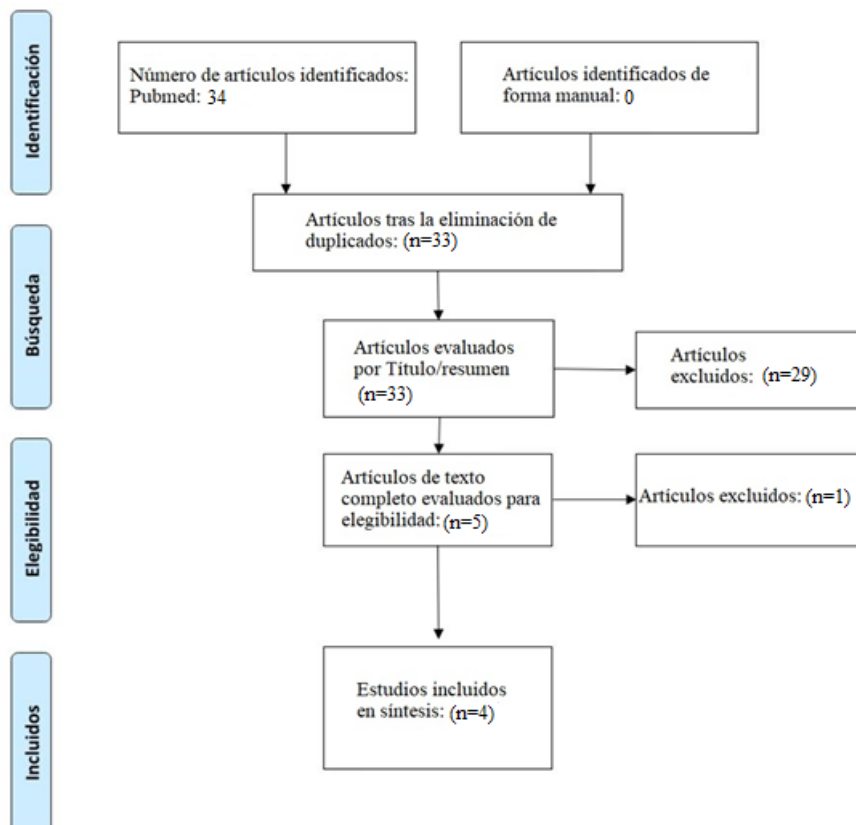 Identificación
Número de artículos identificados:
Pubmed: 34
Artículos identificados de
forma manual: 0
Artículos tras la eliminación de
duplicados: (n=33)
Búsqueda
Artículos evaluados
por Título/resumen
(n=33)
Artículos
excluidos: (n=29)
Elegibilidad
Artículos de texto
completo evaluados para
elegibilidad: (n=5)
Artículos excluidos: (n=1)
Incluidos
Estudios incluidos
en síntesis: (n=4)